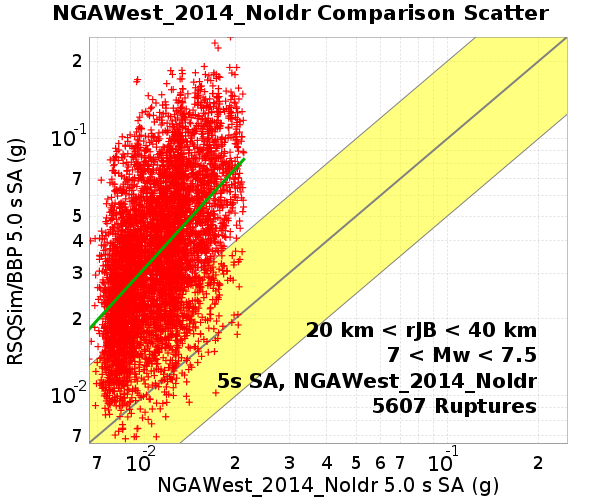 NGAWest_2014_NoIdr Comparison Scatter
RSQSim/BBP 5.0 s SA (g)
2
10^-1
7
5
4
3
2
10^-2
7
20 km < rJB < 40 km
7 < Mw < 7.5
5s SA, NGAWest_2014_NoIdr
5607 Ruptures
7 10^-2 2 3 4 5 6 7 10^-1 2
NGAWest_2014_NoIdr 5.0 s SA (g)